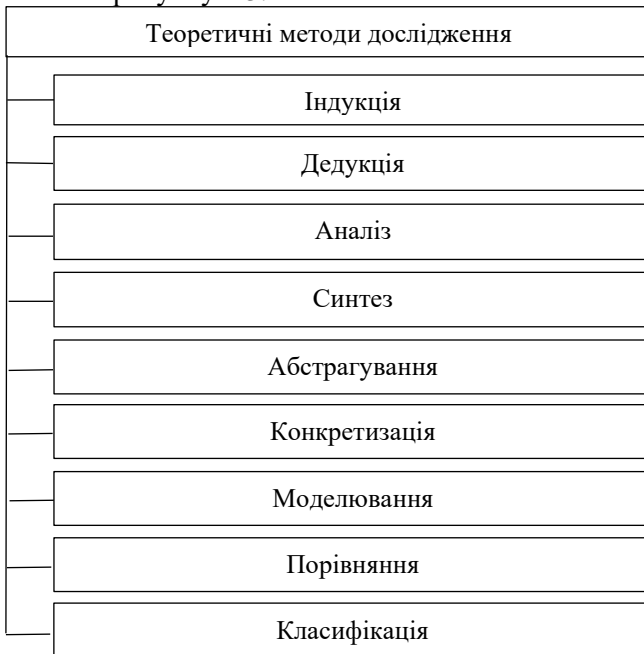 Теоретичні методи дослідження
Індукція
Дедукція
Аналіз
Синтез
Абстрагування
Конкретизація
Моделювання
Порівняння
Класифікація